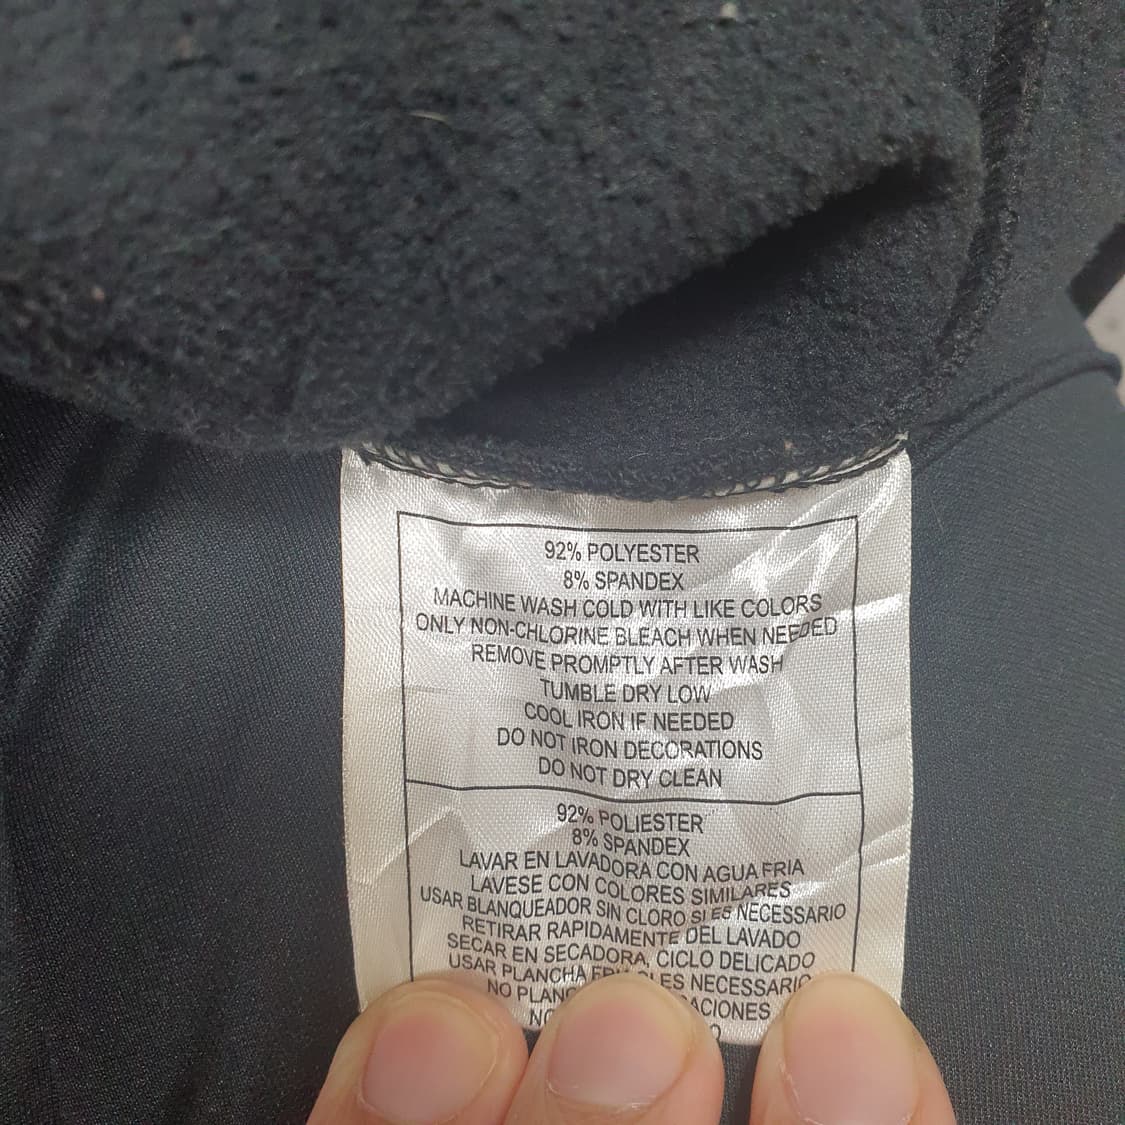 92% POLYESTER
8% SPANDEX
MACHINE WASH COLD WITH LIKE COLORS
ONLY NON-CHLORINE BLEACH WHEN NEEDED
REMOVE PROMPTLY AFTER WASH
TUMBLE DRY LOW
COOL IRON IF NEEDED
DO NOT IRON DECORATIONS
DO NOT DRY CLEAN
92% POLIESTER
8% SPANDEX
LAVAR EN LAVADORA CON AGUA FRIA
LAVESE CON COLORES SIMILARES
USAR BLANQUEADOR SIN CLORO SI ES NECESSARIO
RETIRAR RAPIDAMENTE DEL LAVADO
SECAR EN SECADORA, CICLO DELICADO
USAR PLANCHA ES NECESSARIO
NO